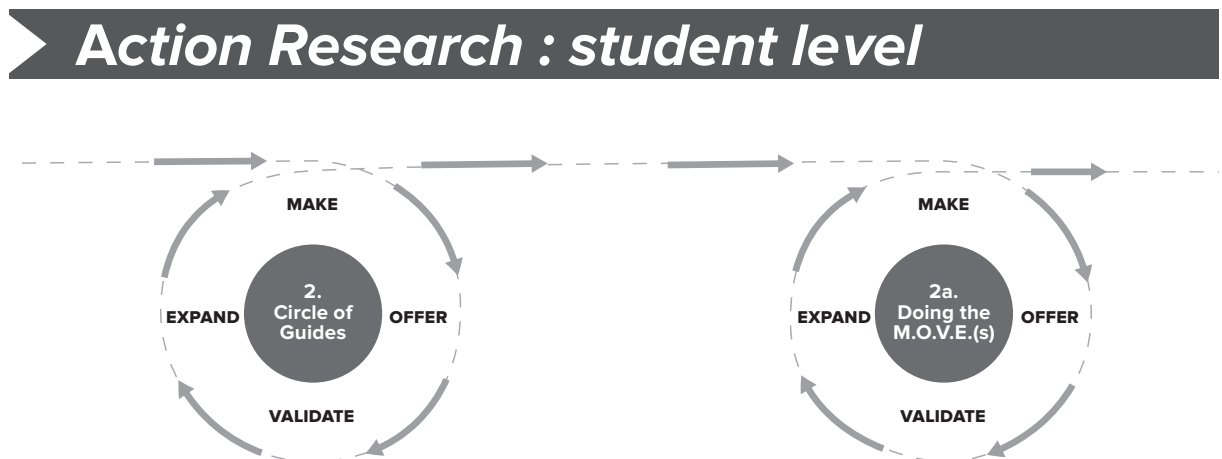 Action Research : student level
MAKE
EXPAND
2.
Circle of
Guides
OFFER
VALIDATE
MAKE
EXPAND
2a.
Doing the
M.O.V.E.(s)
OFFER
VALIDATE